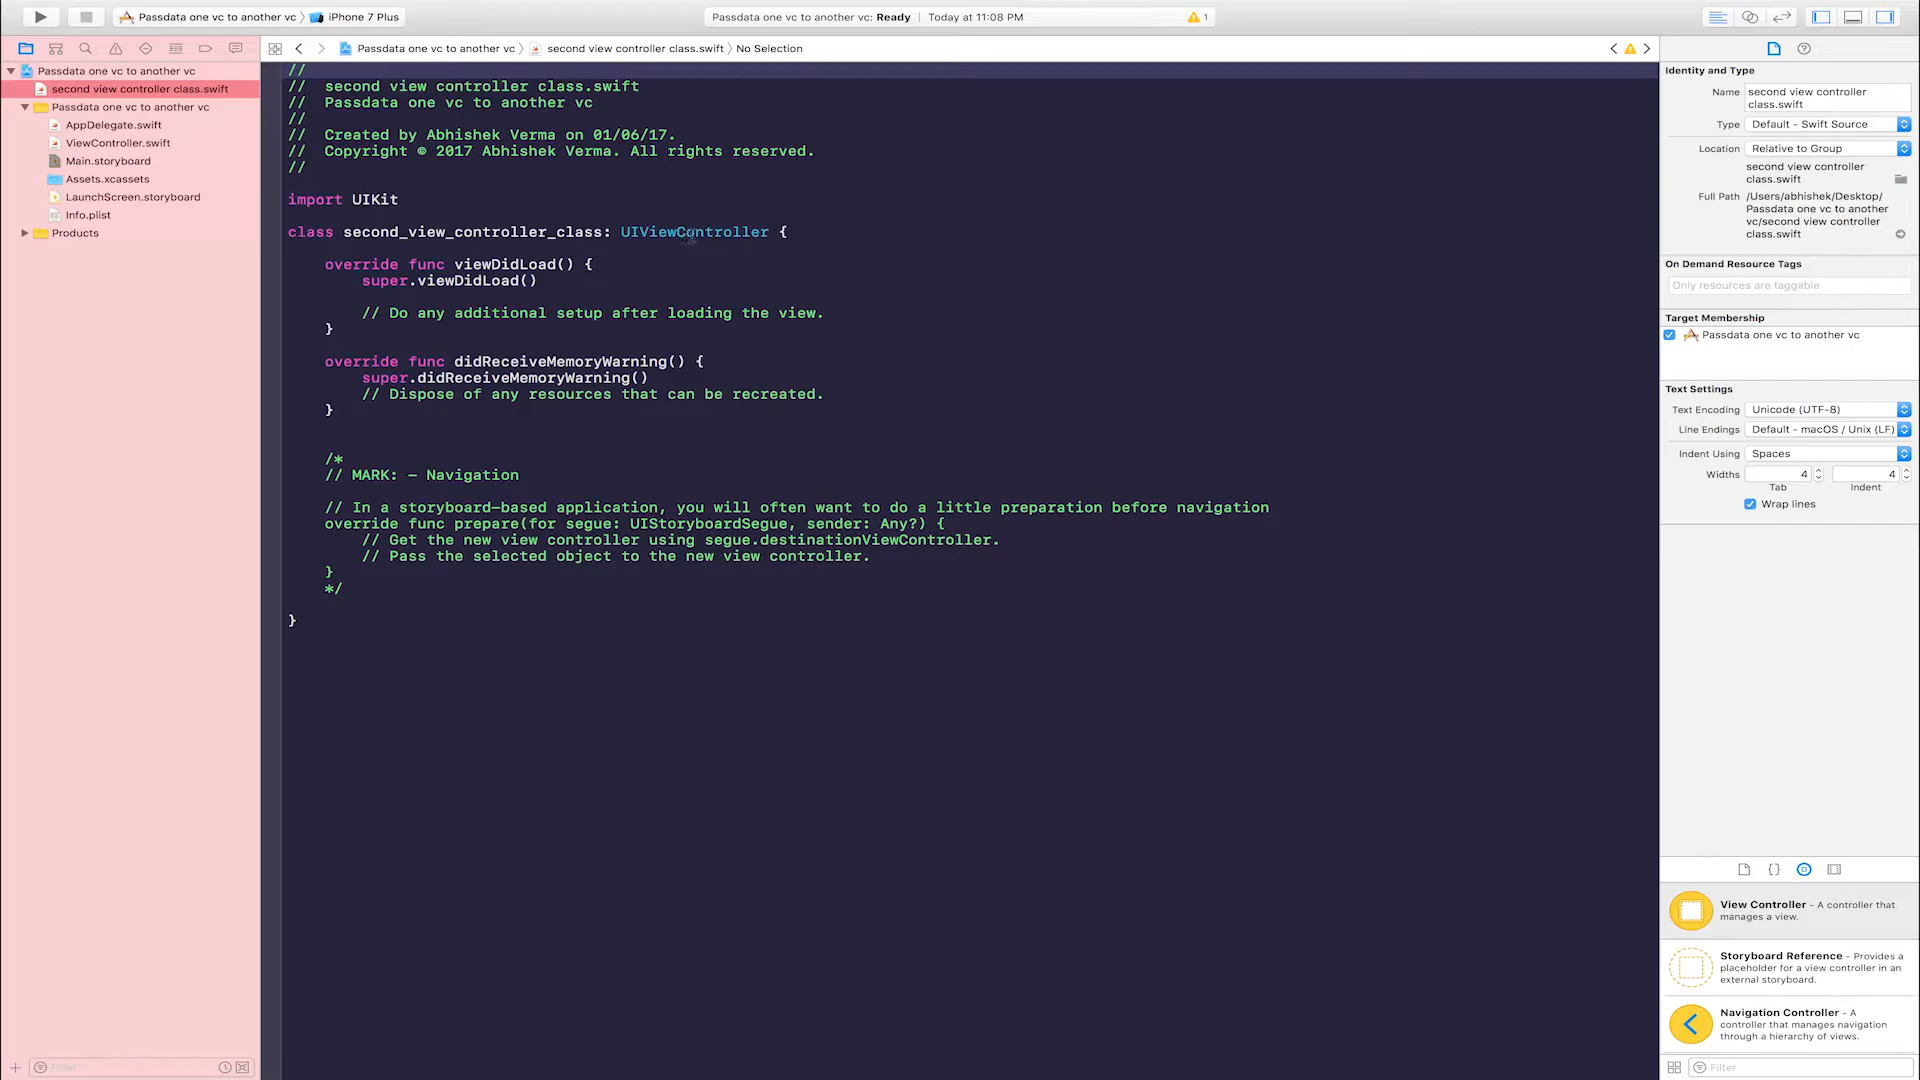 Passdata one vc to another vc iPhone 7 Plus
Passdata one vc to another vc: Ready Today at 11:08 PM 1
Passdata one vc to another vc second view controller class.swift No Selection
Passdata one vc to another vc
second view controller class.swift
Passdata one vc to another vc
AppDelegate.swift
ViewController.swift
Main.storyboard
Assets.xcassets
LaunchScreen.storyboard
Info.plist
Products
Filter
//
//  second view controller class.swift
//  Passdata one vc to another vc
//
//  Created by Abhishek Verma on 01/06/17.
//  Copyright © 2017 Abhishek Verma. All rights reserved.
//
import UIKit
class second_view_controller_class: UIViewController {
override func viewDidLoad() {
super.viewDidLoad()
// Do any additional setup after loading the view.
}
override func didReceiveMemoryWarning() {
super.didReceiveMemoryWarning()
// Dispose of any resources that can be recreated.
}
/*
// MARK: - Navigation
// In a storyboard-based application, you will often want to do a little preparation before navigation
override func prepare(for segue: UIStoryboardSegue, sender: Any?) {
// Get the new view controller using segue.destinationViewController.
// Pass the selected object to the new view controller.
}
*/
}
Identity and Type
Name second view controller
class.swift
Type Default - Swift Source
Location Relative to Group
second view controller
class.swift
Full Path /Users/abhishek/Desktop/
Passdata one vc to another
vc/second view controller
class.swift
On Demand Resource Tags
Only resources are taggable
Target Membership
Passdata one vc to another vc
Text Settings
Text Encoding Unicode (UTF-8)
Line Endings Default - macOS / Unix (LF)
Indent Using Spaces
Widths 4 4
Tab Indent
Wrap lines
{}
View Controller - A controller that
manages a view.
Storyboard Reference - Provides a
placeholder for a view controller in an
external storyboard.
Navigation Controller - A
controller that manages navigation
through a hierarchy of views.
Filter